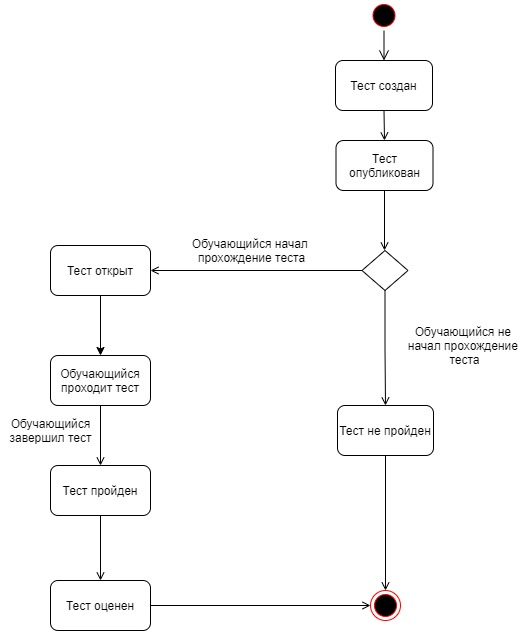 Тест создан
Тест
опубликован
Обучающийся начал
прохождение теста
Тест открыт
Обучающийся не
начал прохождение
теста
Обучающийся
проходит тест
Обучающийся
завершил тест
Тест не пройден
Тест пройден
Тест оценен